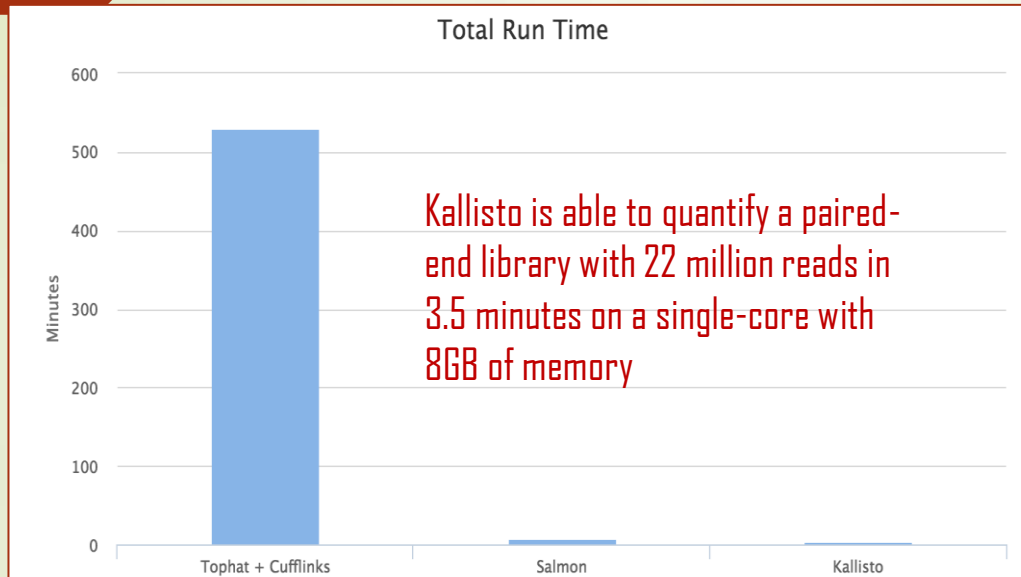 Total Run Time
600
500
400
300
200
100
0
Minutes
Kallisto is able to quantify a paired-
end library with 22 million reads in
3.5 minutes on a single-core with
8GB of memory
Tophat + Cufflinks
Salmon
Kallisto